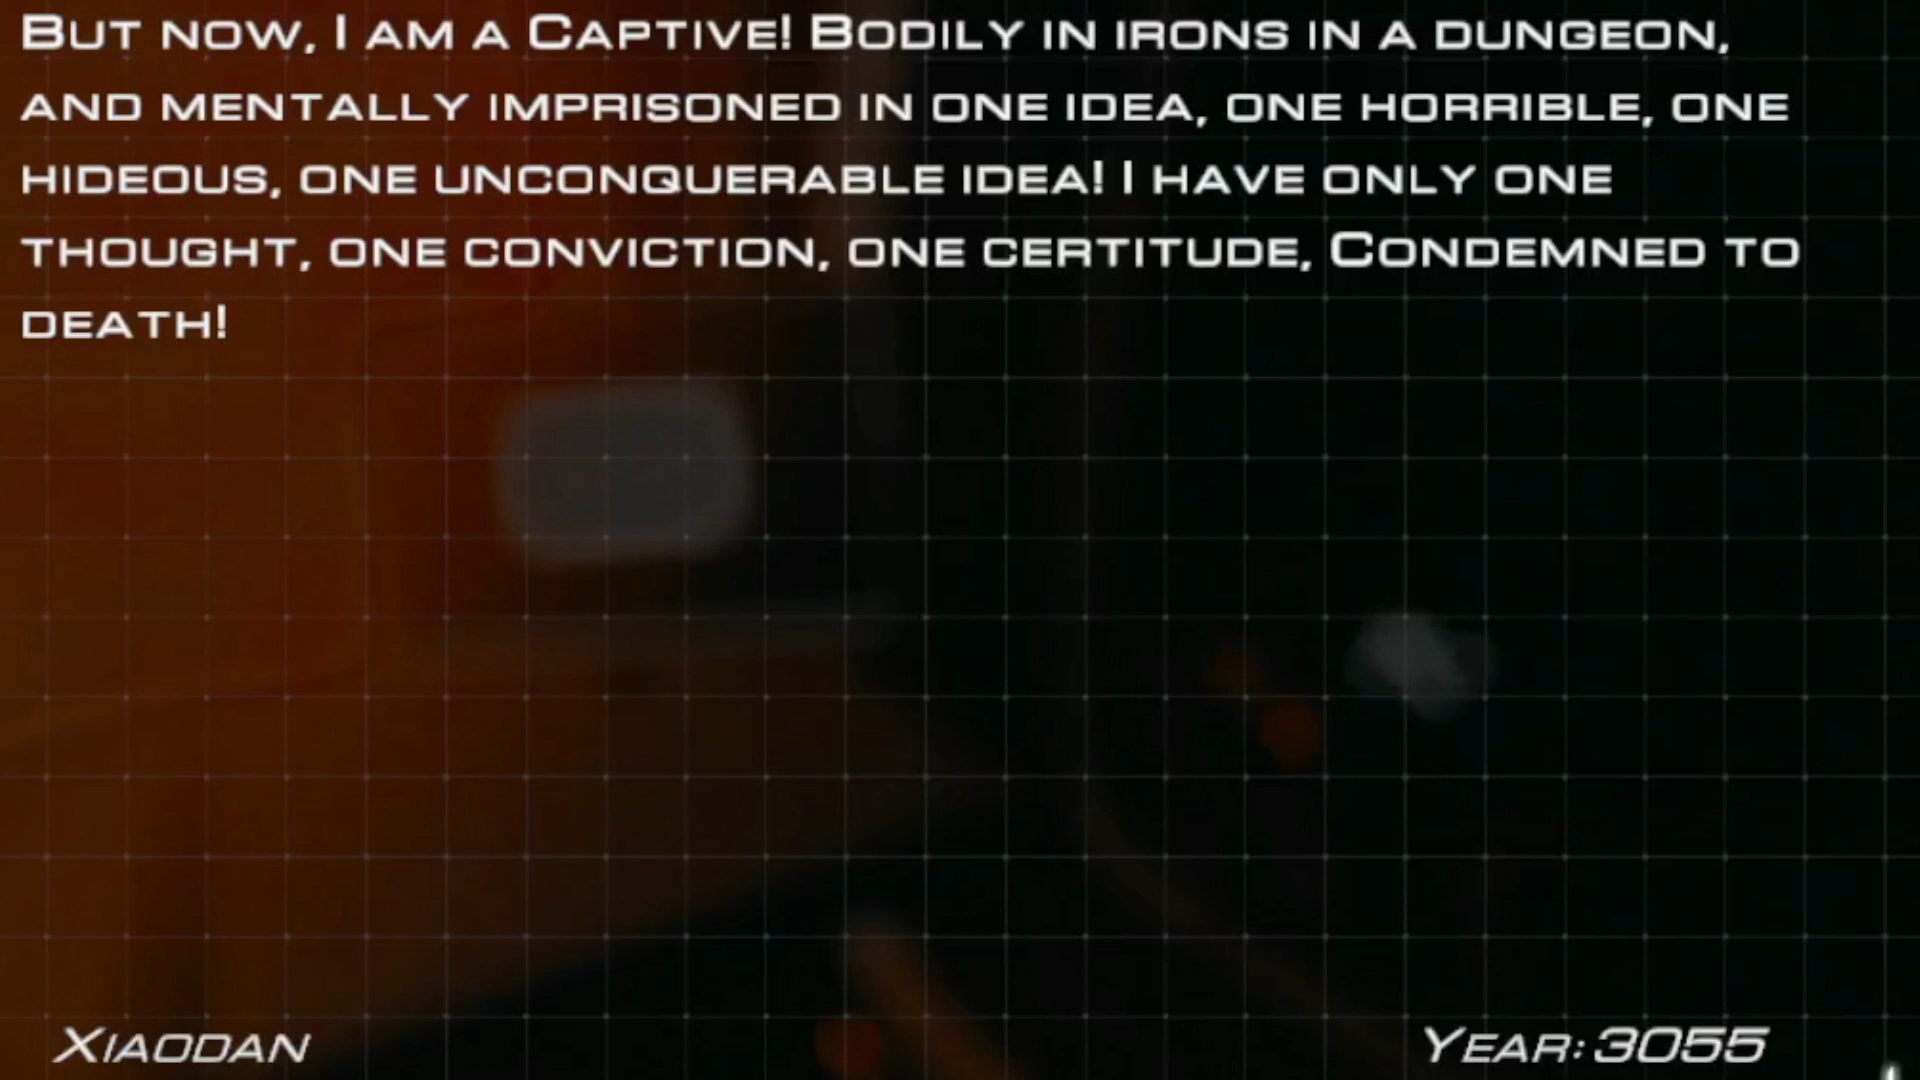 But now, I am a Captive! Bodily in irons in a dungeon,
and mentally imprisoned in one idea, one horrible, one
hideous, one unconquerable idea! I have only one
thought, one conviction, one certitude, Condemned to
death!
Xiaodan
Year: 3055